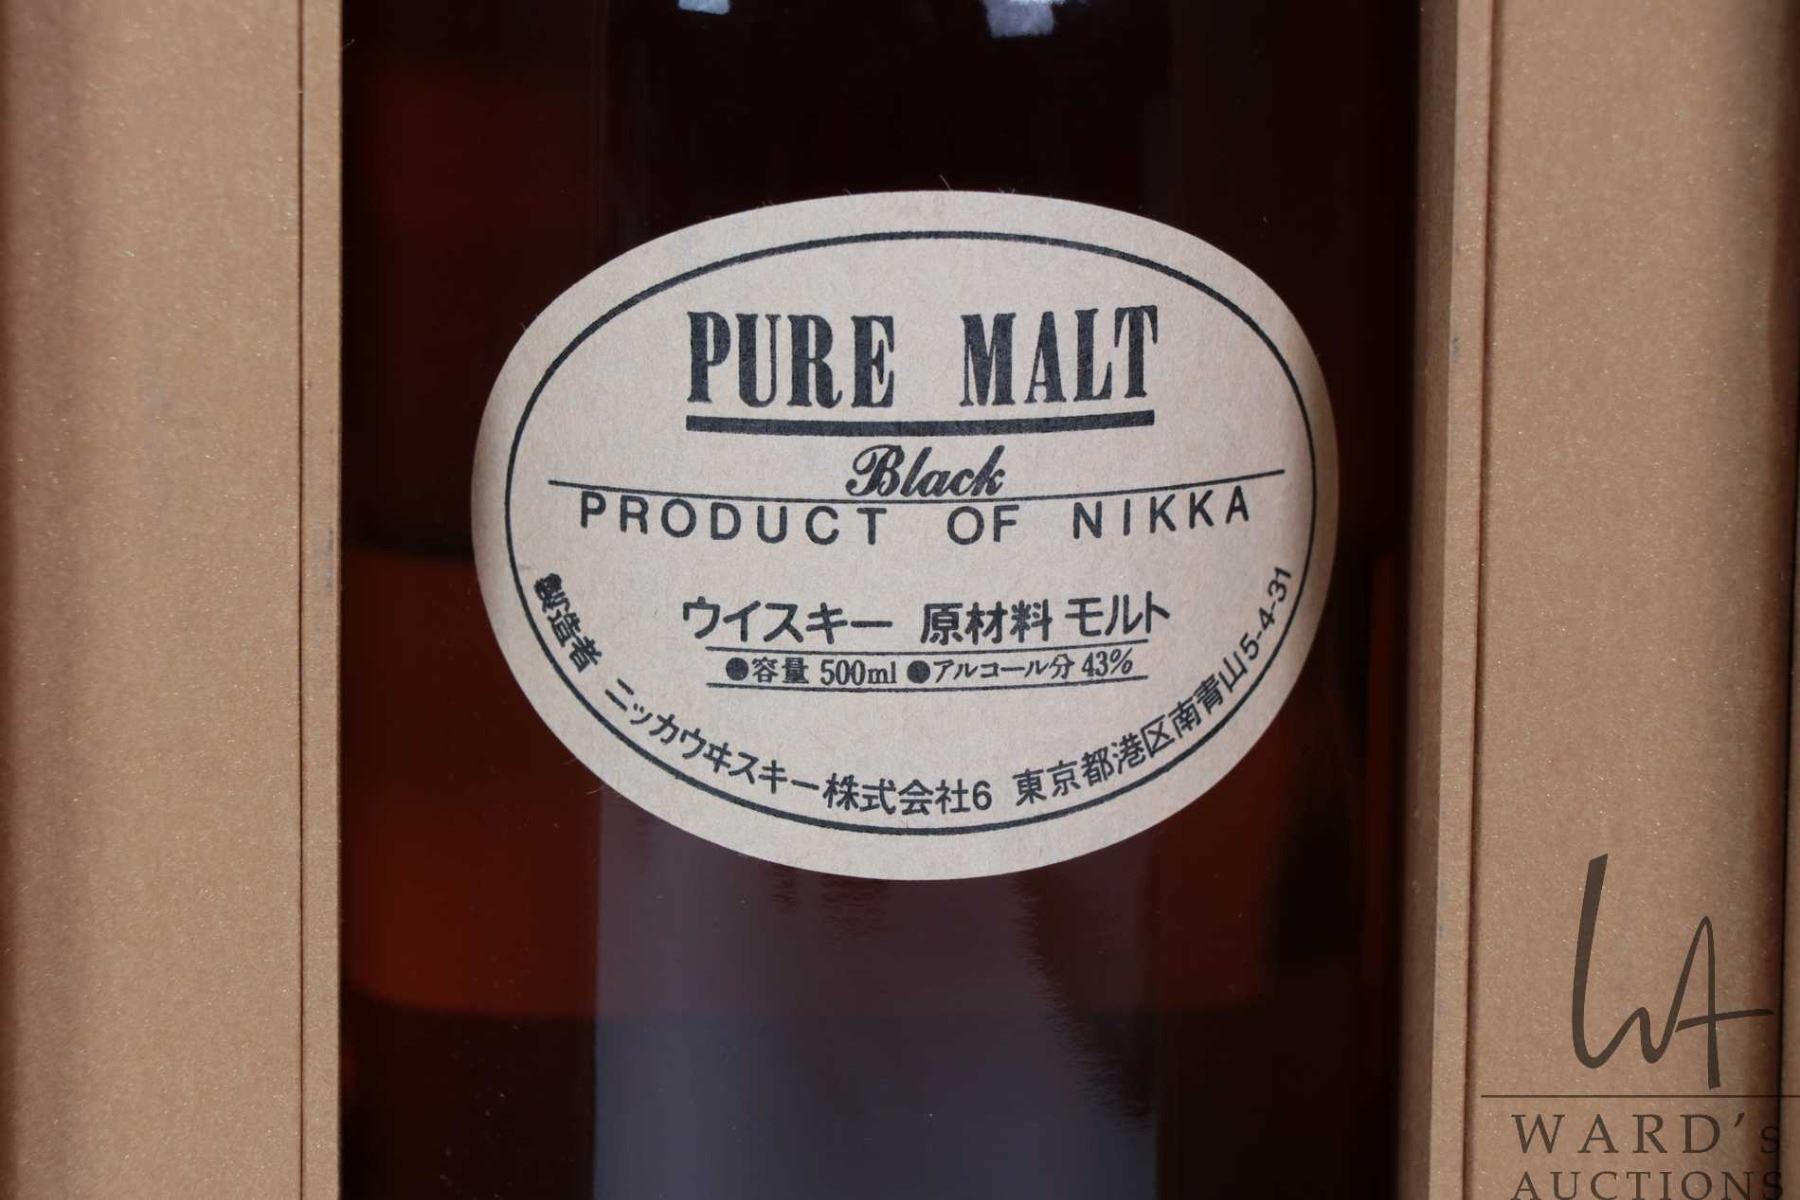 PURE MALT
Black
PRODUCT OF NIKKA
ウイスキー 原材料 モルト
●容量 500ml ●アルコール分 43%
製造者 ニッカウヰスキー株式会社6 東京都港区南青山5-4-31
WA
WARD's
AUCTIONS